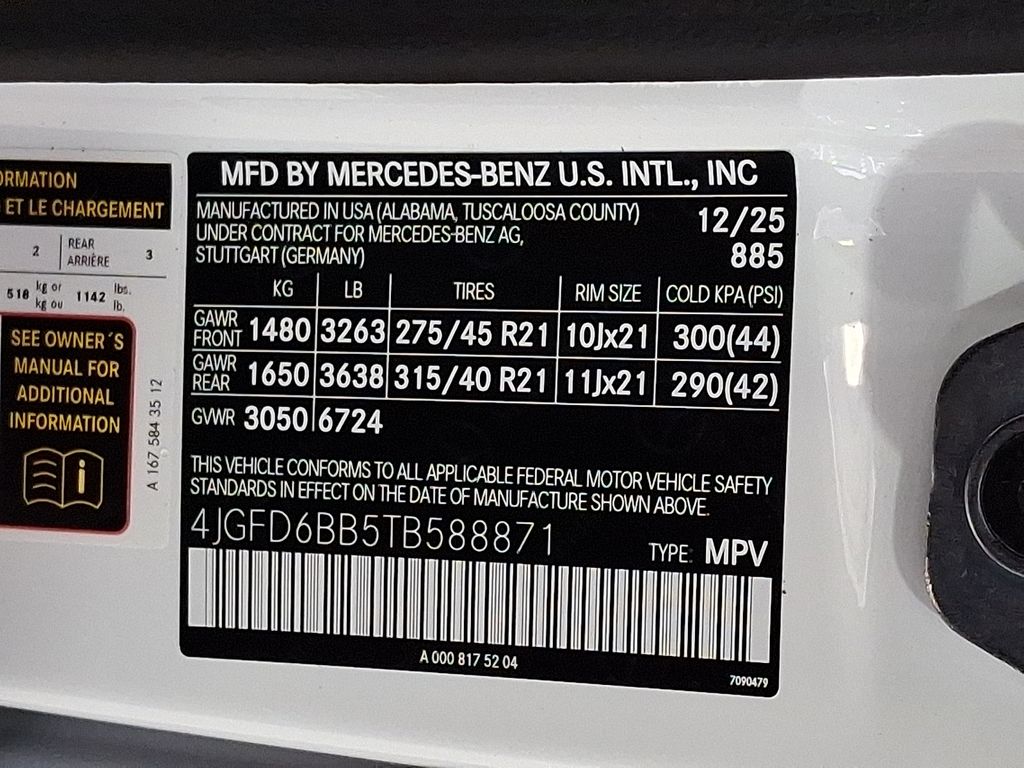 ORMATION
ET LE CHARGEMENT
2 REAR ARRIÈRE 3
518 kg or kg ou 1142 lbs. lb.
SEE OWNER´S
MANUAL FOR
ADDITIONAL
INFORMATION
i
A 167 584 35 12
MFD BY MERCEDES-BENZ U.S. INTL., INC
MANUFACTURED IN USA (ALABAMA, TUSCALOOSA COUNTY) 12/25
UNDER CONTRACT FOR MERCEDES-BENZ AG, 885
STUTTGART (GERMANY)
KG LB TIRES RIM SIZE COLD KPA (PSI)
GAWR FRONT 1480 3263 275/45 R21 10Jx21 300(44)
GAWR REAR 1650 3638 315/40 R21 11Jx21 290(42)
GVWR 3050 6724
THIS VEHICLE CONFORMS TO ALL APPLICABLE FEDERAL MOTOR VEHICLE SAFETY
STANDARDS IN EFFECT ON THE DATE OF MANUFACTURE SHOWN ABOVE.
4JGFD6BB5TB588871
TYPE: MPV
A 000 817 52 04
7090479